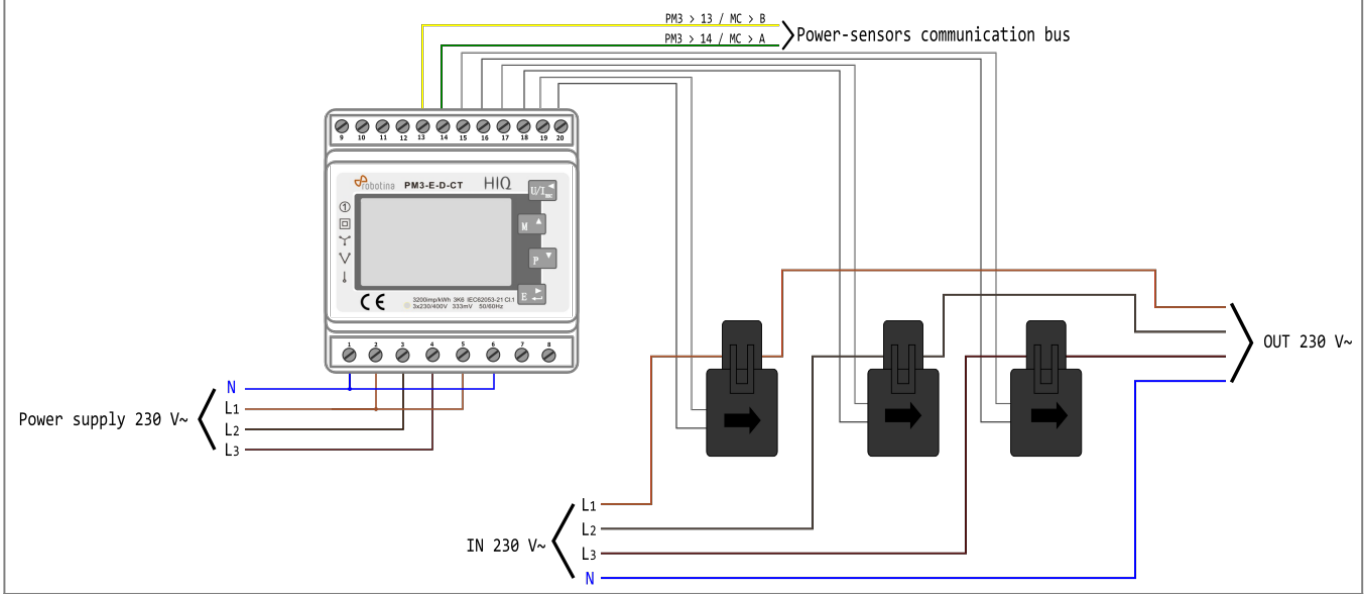 PM3 > 13 / MC > B
PM3 > 14 / MC > A
Power-sensors communication bus
9 10 11 12 13 14 15 16 17 18 19 20
robotina PM3-E-D-CT HIQ
U/I
M
P
E
CE
3200imp/kWh 3K6 IEC62053-21 Cl.1
3x230/400V 333mV 50/60Hz
1 2 3 4 5 6 7 8
Power supply 230 V~
N
L1
L2
L3
OUT 230 V~
IN 230 V~
L1
L2
L3
N